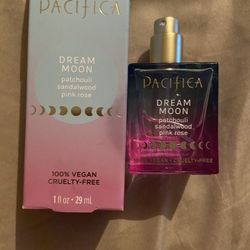 PACIFICA
DREAM
MOON
patchouli
sandalwood
pink rose
100% VEGAN
CRUELTY-FREE
1 fl oz • 29 mL
PACIFICA
DREAM
MOON
patchouli
sandalwood
pink rose
VEGAN • CRUELTY-FREE